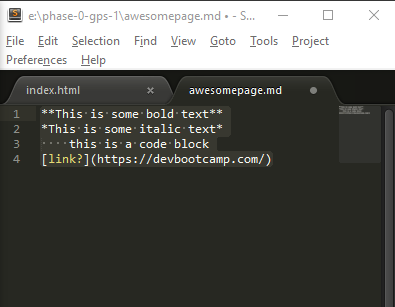 e:\phase-0-gps-1\awesomepage.md • - S...
File Edit Selection Find View Goto Tools Project
Preferences Help
index.html × awesomepage.md
1 **This is some bold text**
2 *This is some italic text*
3     this is a code block
4 [link?](https://devbootcamp.com/)